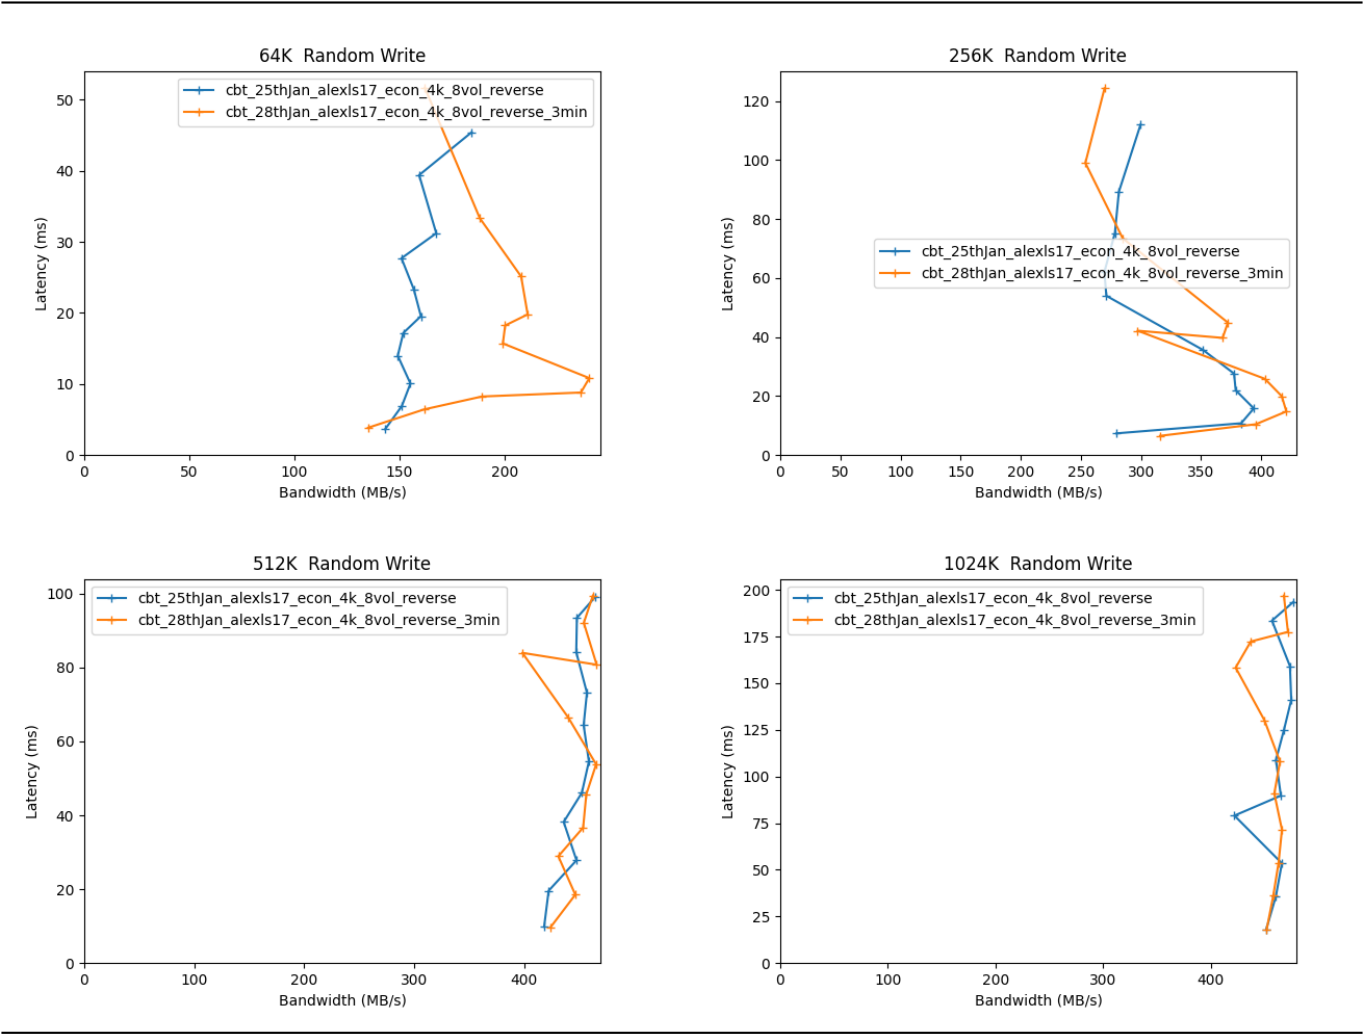 64K  Random Write
cbt_25thJan_alexls17_econ_4k_8vol_reverse
cbt_28thJan_alexls17_econ_4k_8vol_reverse_3min
50
40
30
20
10
0
Latency (ms)
0 50 100 150 200
Bandwidth (MB/s)
256K  Random Write
120
100
80
60
40
20
0
Latency (ms)
cbt_25thJan_alexls17_econ_4k_8vol_reverse
cbt_28thJan_alexls17_econ_4k_8vol_reverse_3min
0 50 100 150 200 250 300 350 400
Bandwidth (MB/s)
512K  Random Write
cbt_25thJan_alexls17_econ_4k_8vol_reverse
cbt_28thJan_alexls17_econ_4k_8vol_reverse_3min
100
80
60
40
20
0
Latency (ms)
0 100 200 300 400
Bandwidth (MB/s)
1024K  Random Write
cbt_25thJan_alexls17_econ_4k_8vol_reverse
cbt_28thJan_alexls17_econ_4k_8vol_reverse_3min
200
175
150
125
100
75
50
25
0
Latency (ms)
0 100 200 300 400
Bandwidth (MB/s)